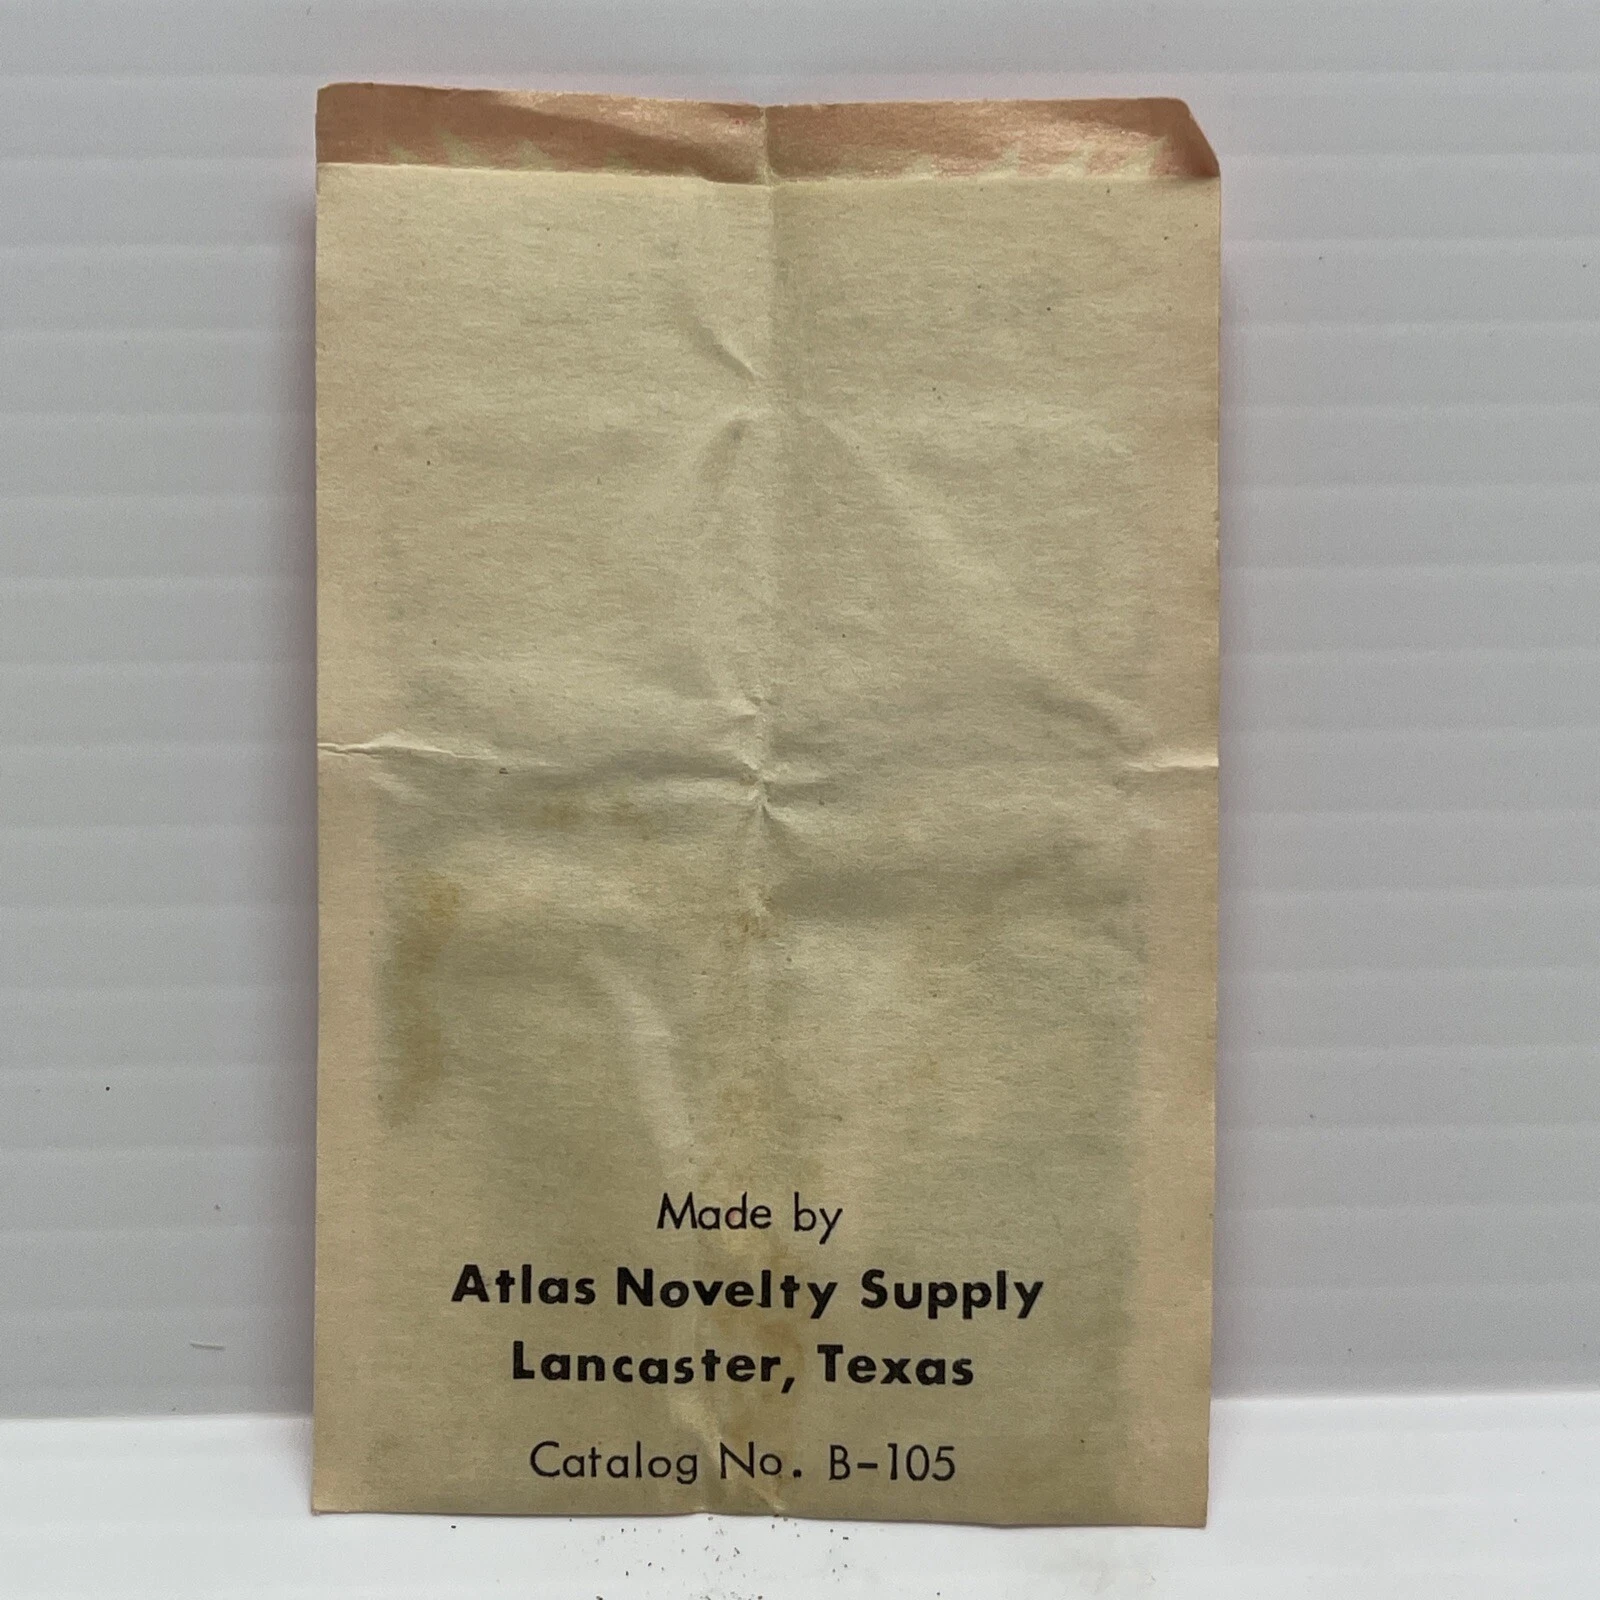 Made by
Atlas Novelty Supply
Lancaster, Texas
Catalog No. B-105